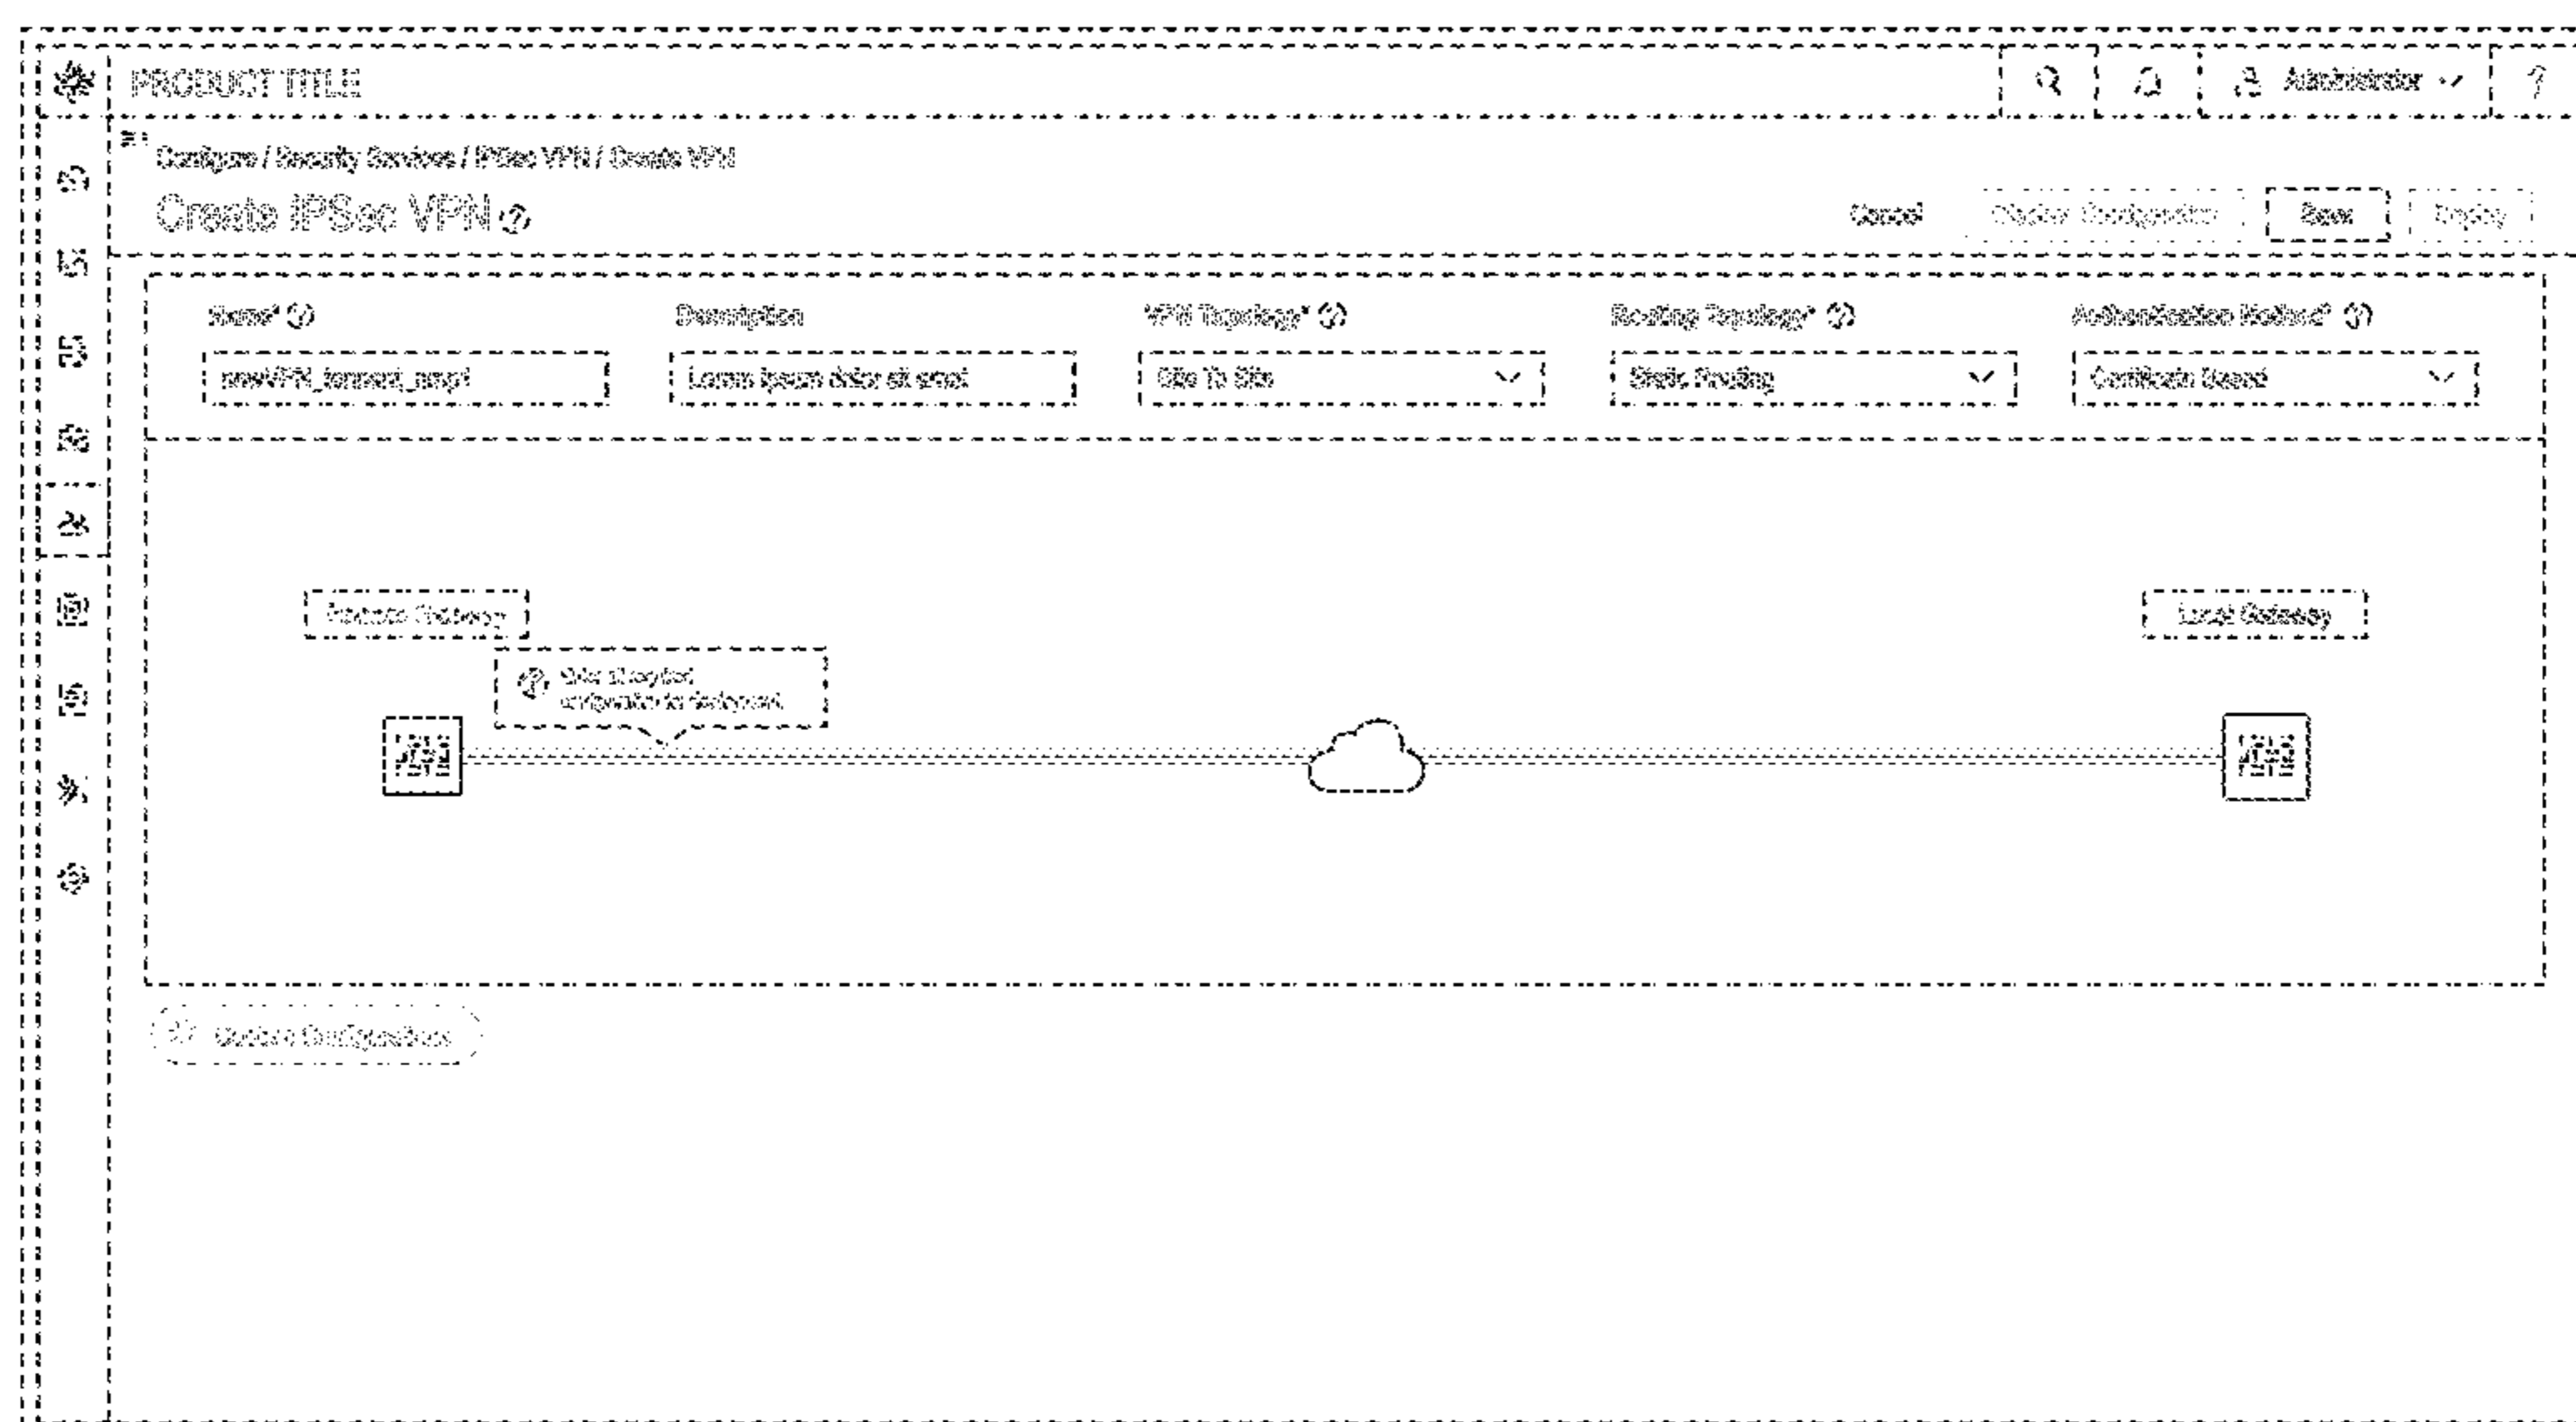 PRODUCT TITLE
Administrator
Configure / Security Services / IPSec VPN / Create VPN
Create IPSec VPN
Cancel
Save
Deploy
Name*
Description
VPN Topology*
Routing Topology*
Authentication Method*
Lorem ipsum dolor sit amet
Site To Site
Static Routing
Certificate Based
Remote Gateway
Local Gateway